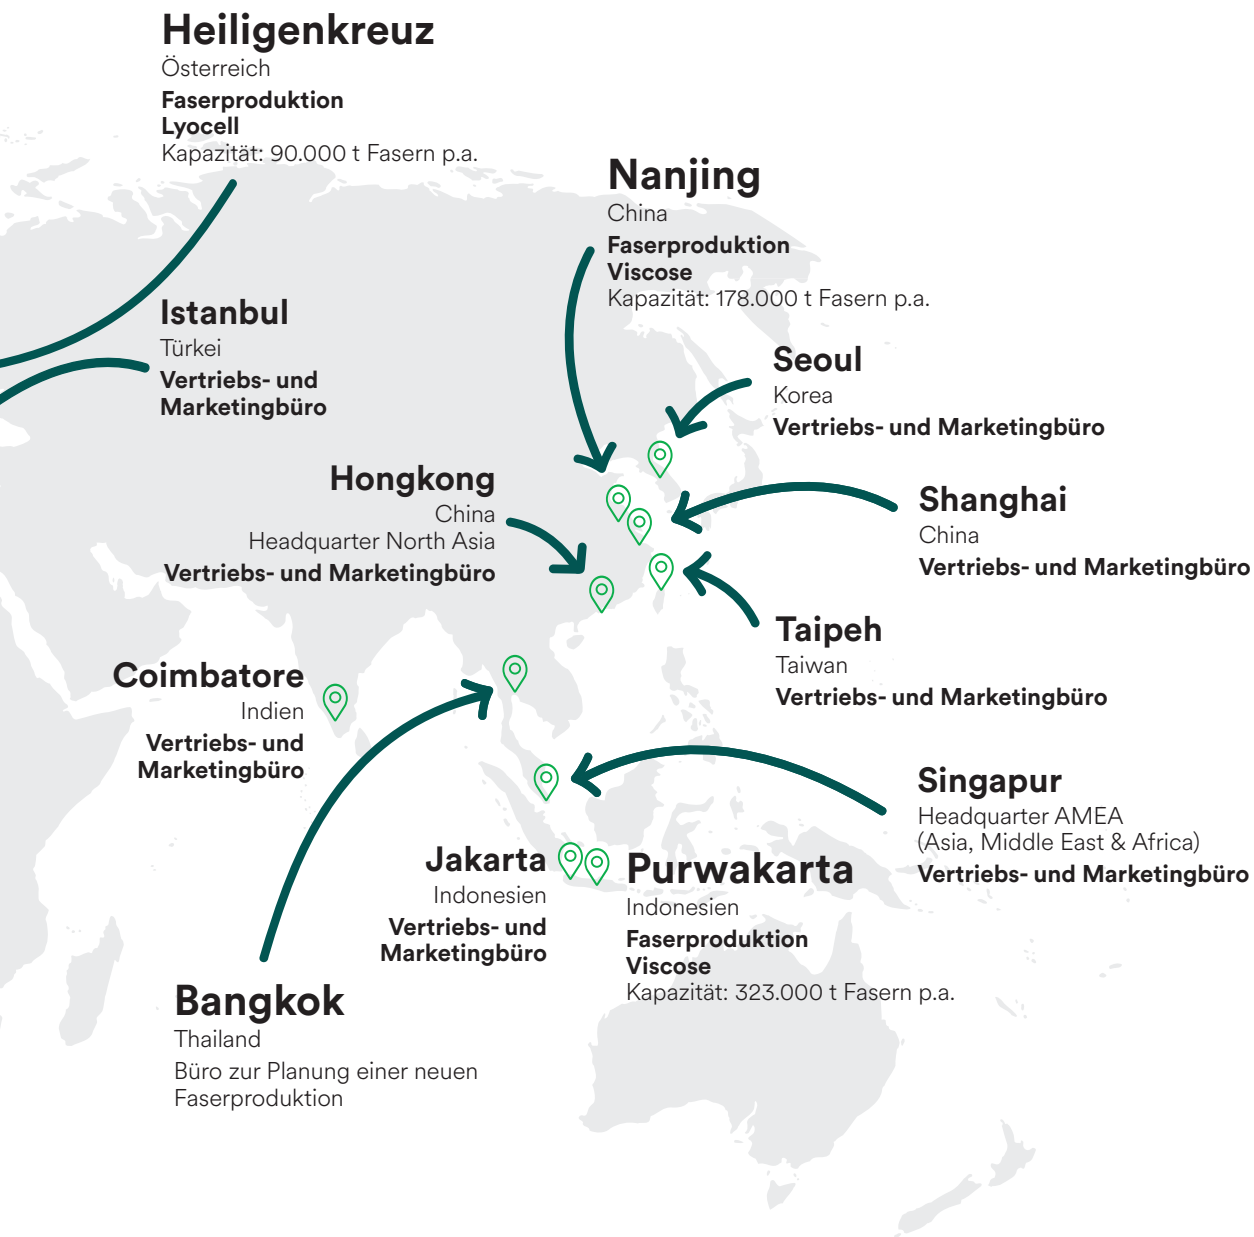 Heiligenkreuz
Österreich
Faserproduktion
Lyocell
Kapazität: 90.000 t Fasern p.a.
Nanjing
China
Faserproduktion
Viscose
Kapazität: 178.000 t Fasern p.a.
Istanbul
Türkei
Vertriebs- und
Marketingbüro
Seoul
Korea
Vertriebs- und Marketingbüro
Hongkong
China
Headquarter North Asia
Vertriebs- und Marketingbüro
Shanghai
China
Vertriebs- und Marketingbüro
Taipeh
Taiwan
Vertriebs- und Marketingbüro
Coimbatore
Indien
Vertriebs- und
Marketingbüro
Singapur
Headquarter AMEA
(Asia, Middle East & Africa)
Vertriebs- und Marketingbüro
Jakarta
Indonesien
Vertriebs- und
Marketingbüro
Purwakarta
Indonesien
Faserproduktion
Viscose
Kapazität: 323.000 t Fasern p.a.
Bangkok
Thailand
Büro zur Planung einer neuen
Faserproduktion